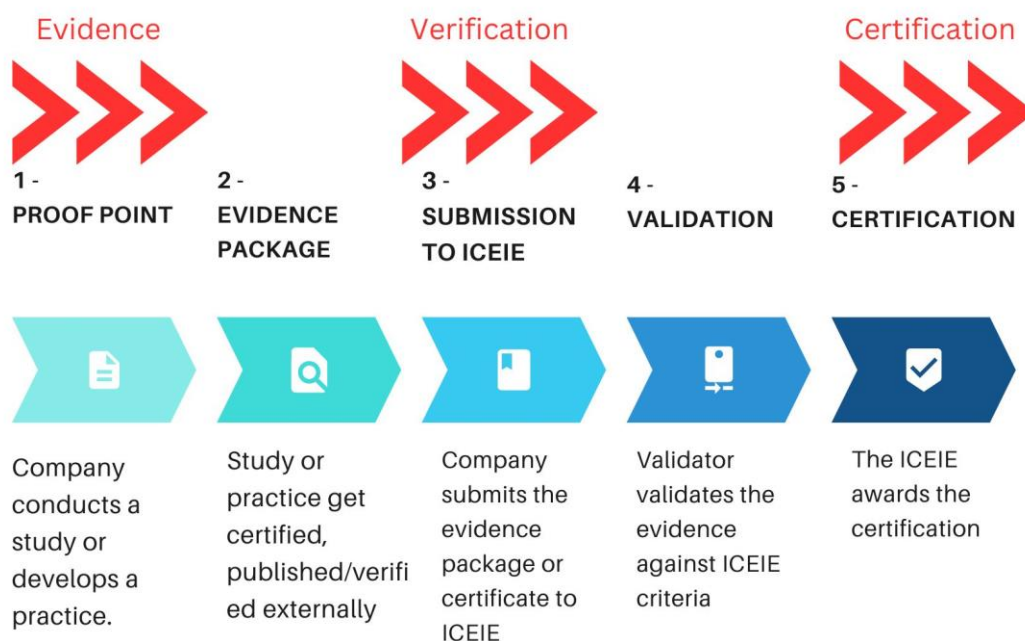 Evidence
Verification
Certification
1 -
PROOF POINT
2 -
EVIDENCE
PACKAGE
3 -
SUBMISSION
TO ICEIE
4 -
VALIDATION
5 -
CERTIFICATION
Company
conducts a
study or
develops a
practice.
Study or
practice get
certified,
published/verifi
ed externally
Company
submits the
evidence
package or
certificate to
ICEIE
Validator
validates the
evidence
against ICEIE
criteria
The ICEIE
awards the
certification